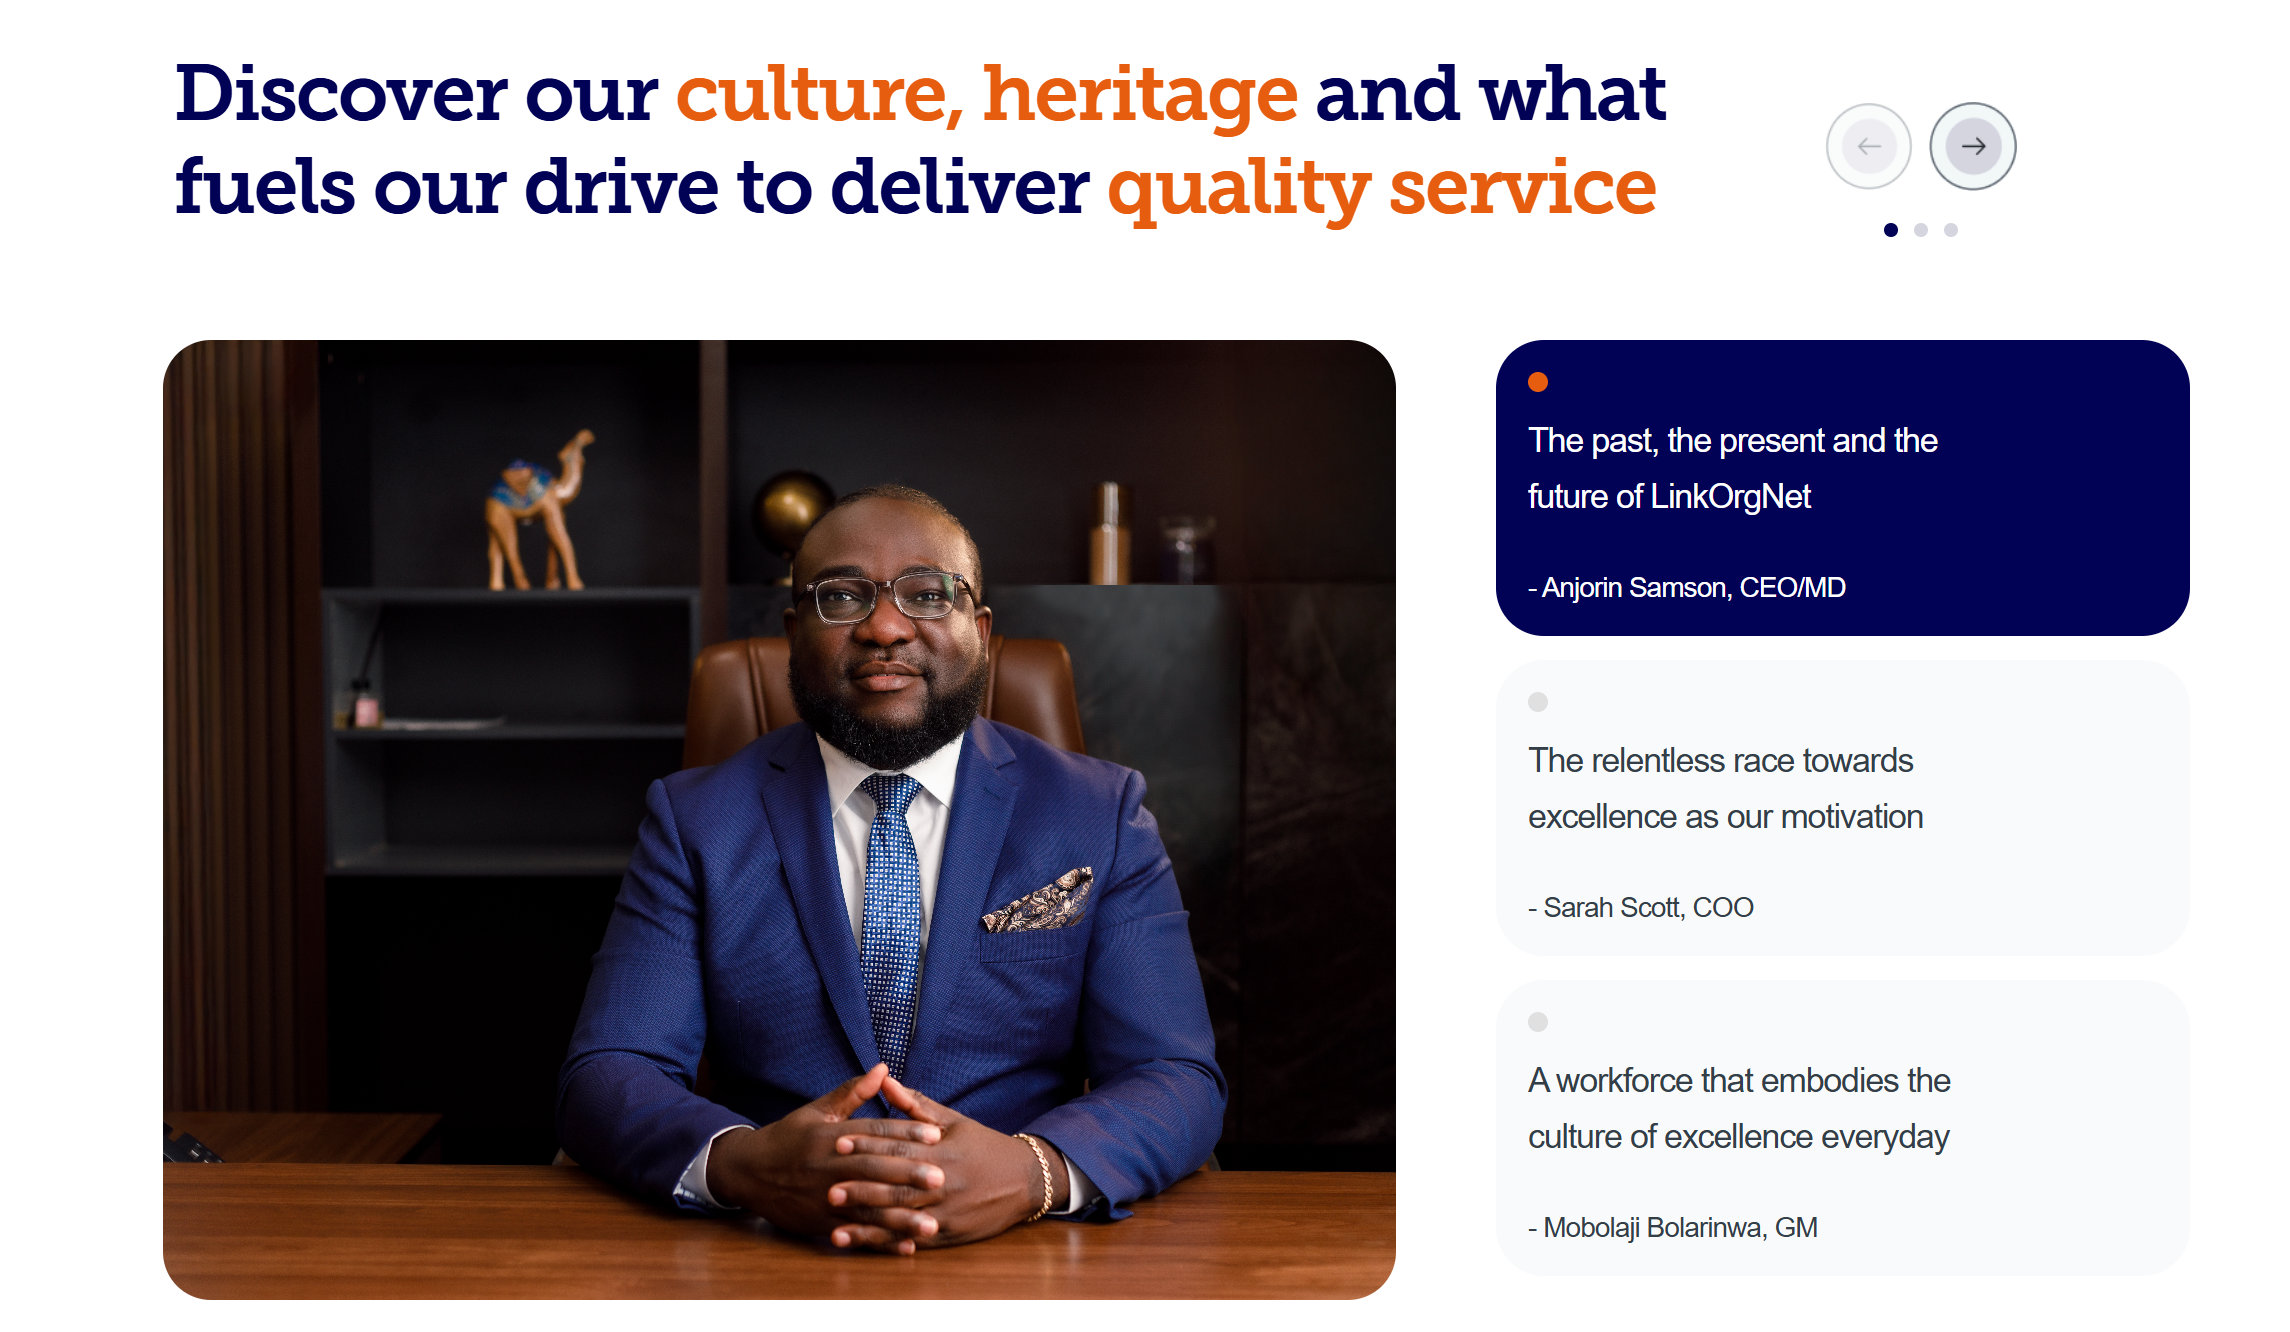 Discover our culture, heritage and what
fuels our drive to deliver quality service
The past, the present and the
future of LinkOrgNet
- Anjorin Samson, CEO/MD
The relentless race towards
excellence as our motivation
- Sarah Scott, COO
A workforce that embodies the
culture of excellence everyday
- Mobolaji Bolarinwa, GM